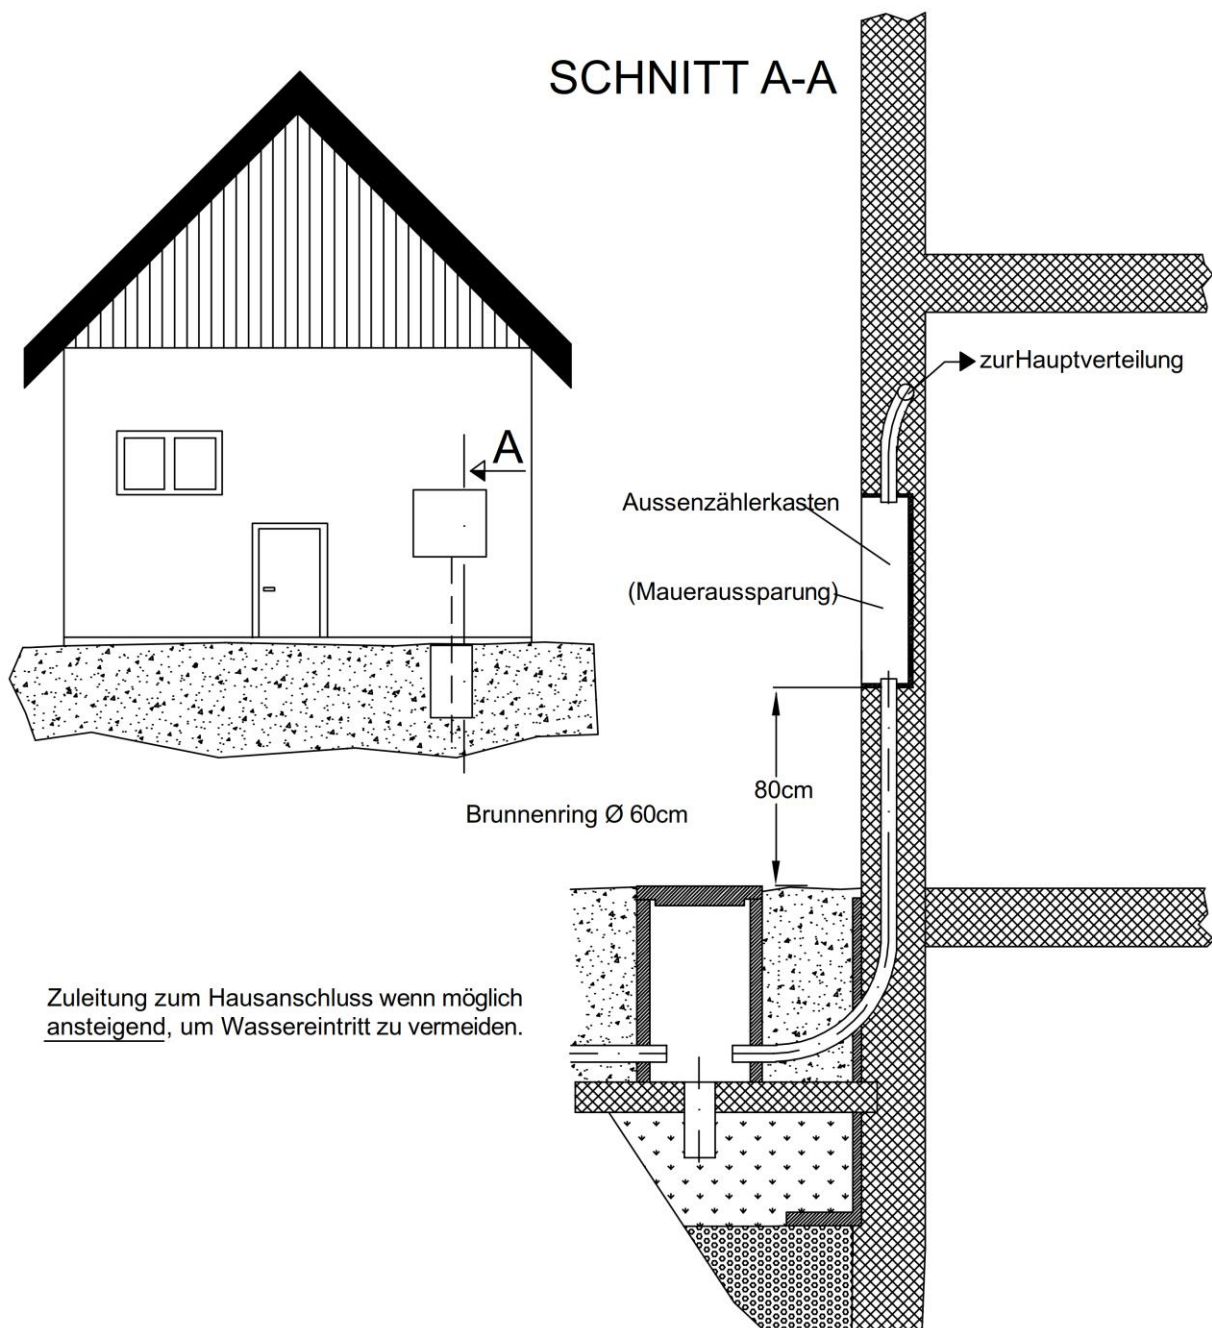 SCHNITT A-A
zurHauptverteilung
A
Aussenzählerkasten
(Maueraussparung)
80cm
Brunnenring Ø 60cm
Zuleitung zum Hausanschluss wenn möglich
ansteigend, um Wassereintritt zu vermeiden.